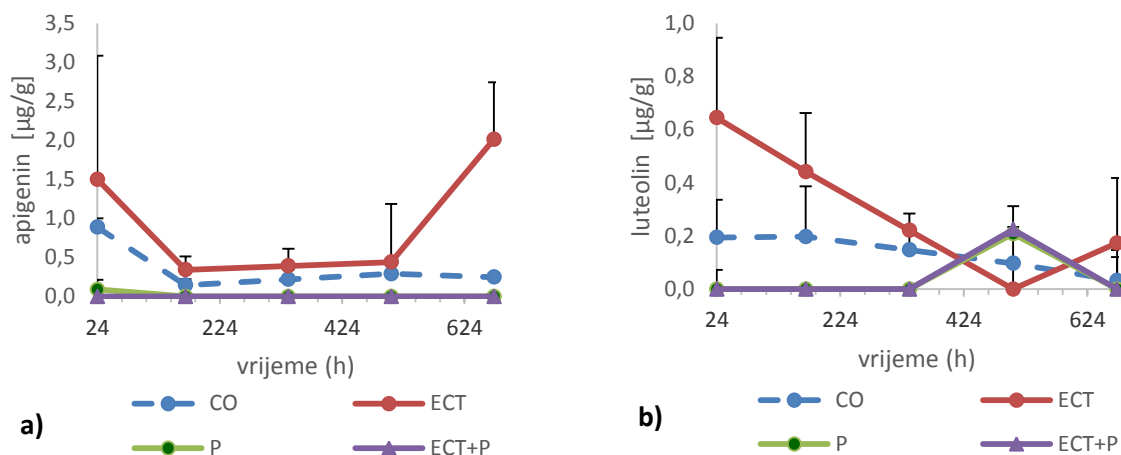 3,5
3,0
2,5
2,0
1,5
1,0
0,5
0,0
apigenin [µg/g]
24 224 424 624
vrijeme (h)
CO ECT
P ECT+P
a)
1,0
0,8
0,6
0,4
0,2
0,0
luteolin [µg/g]
24 224 424 624
vrijeme (h)
CO ECT
P ECT+P
b)